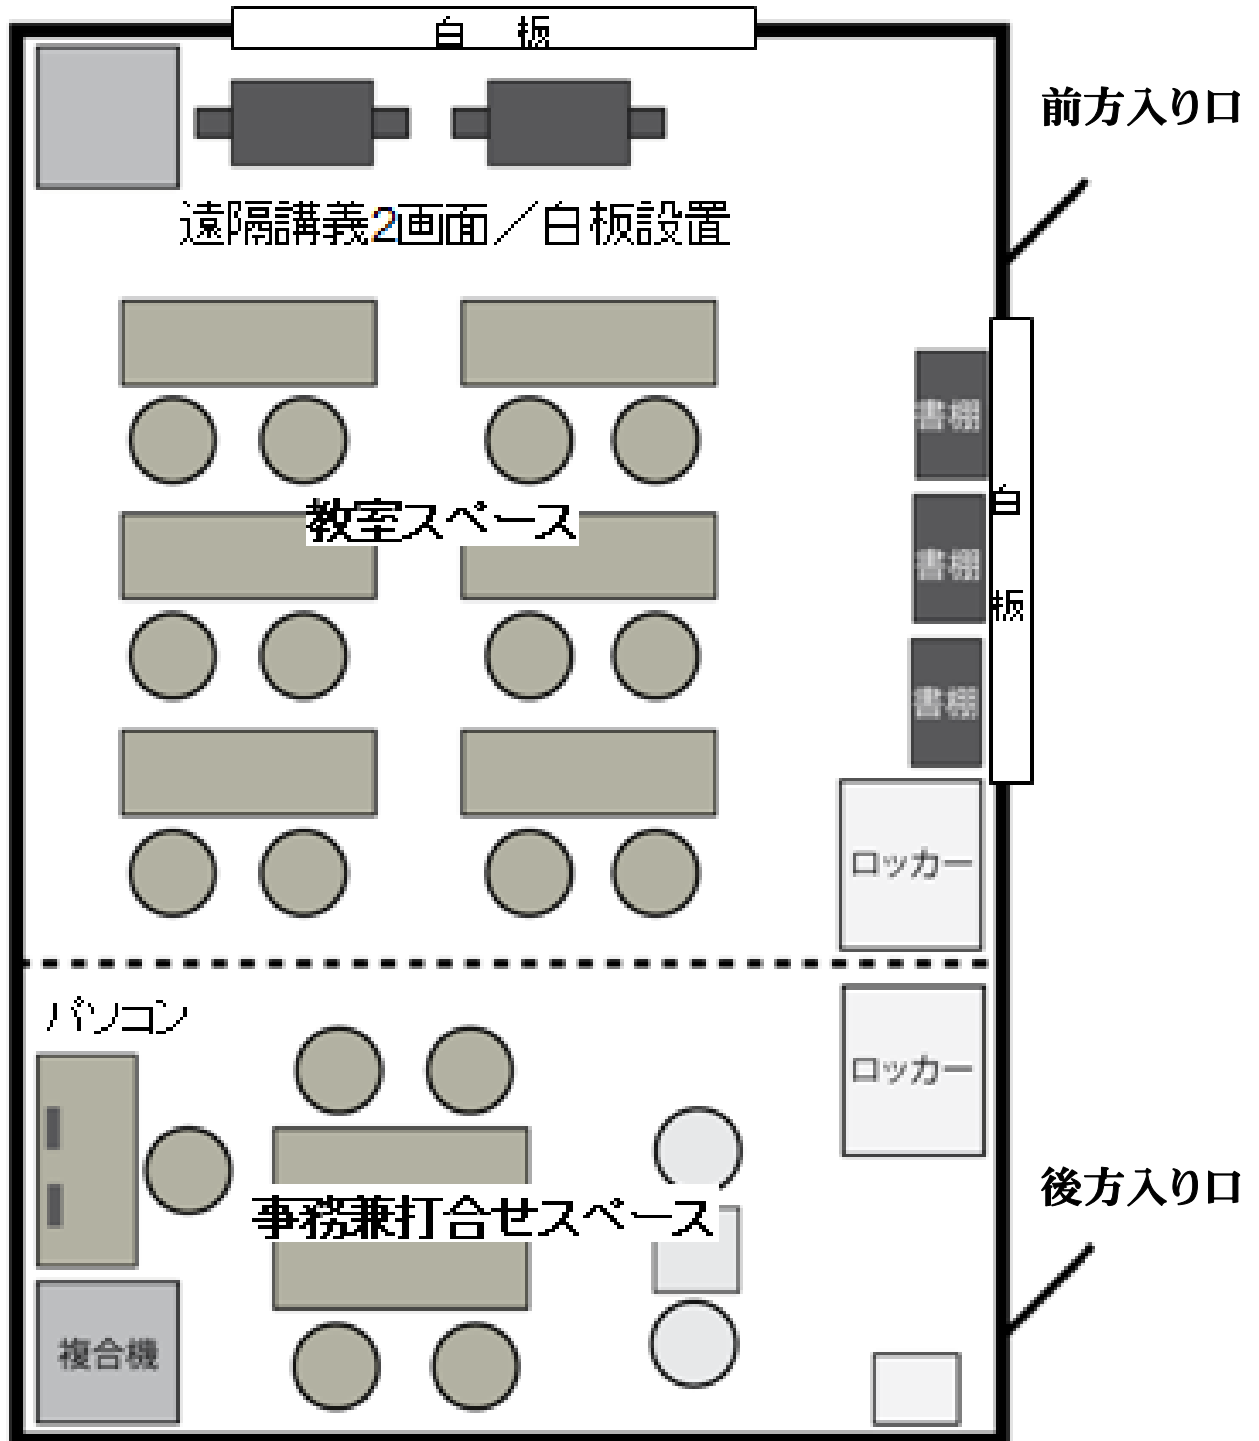 白 板
前方入り口
遠隔講義2画面／白板設置
書棚
教室スペース
白板
書棚
書棚
ロッカー
パソコン
ロッカー
後方入り口
事務兼打合せスペース
複合機